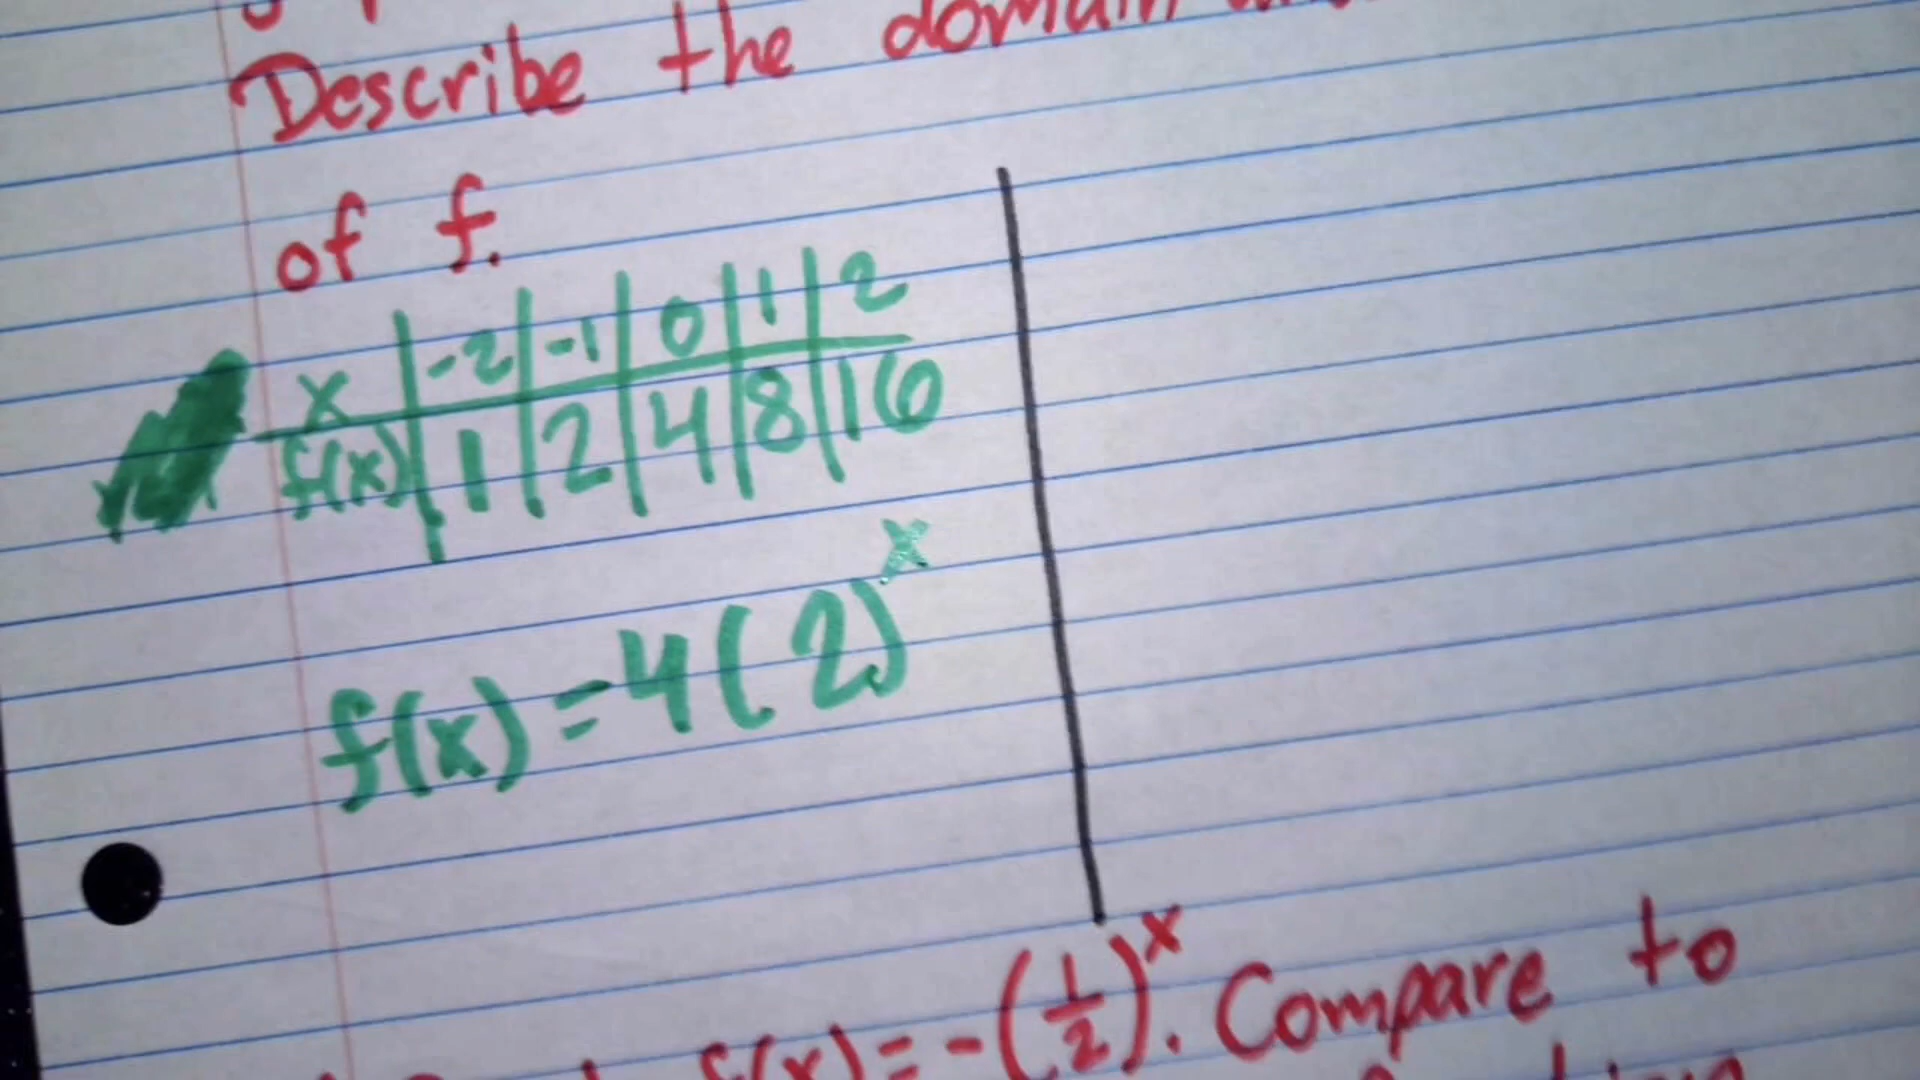 Describe the domain
of f.
x -2 -1 0 1 2
f(x) 1 2 4 8 16
f(x) = 4(2)^x
f(x) = -(1/2)^x. Compare to